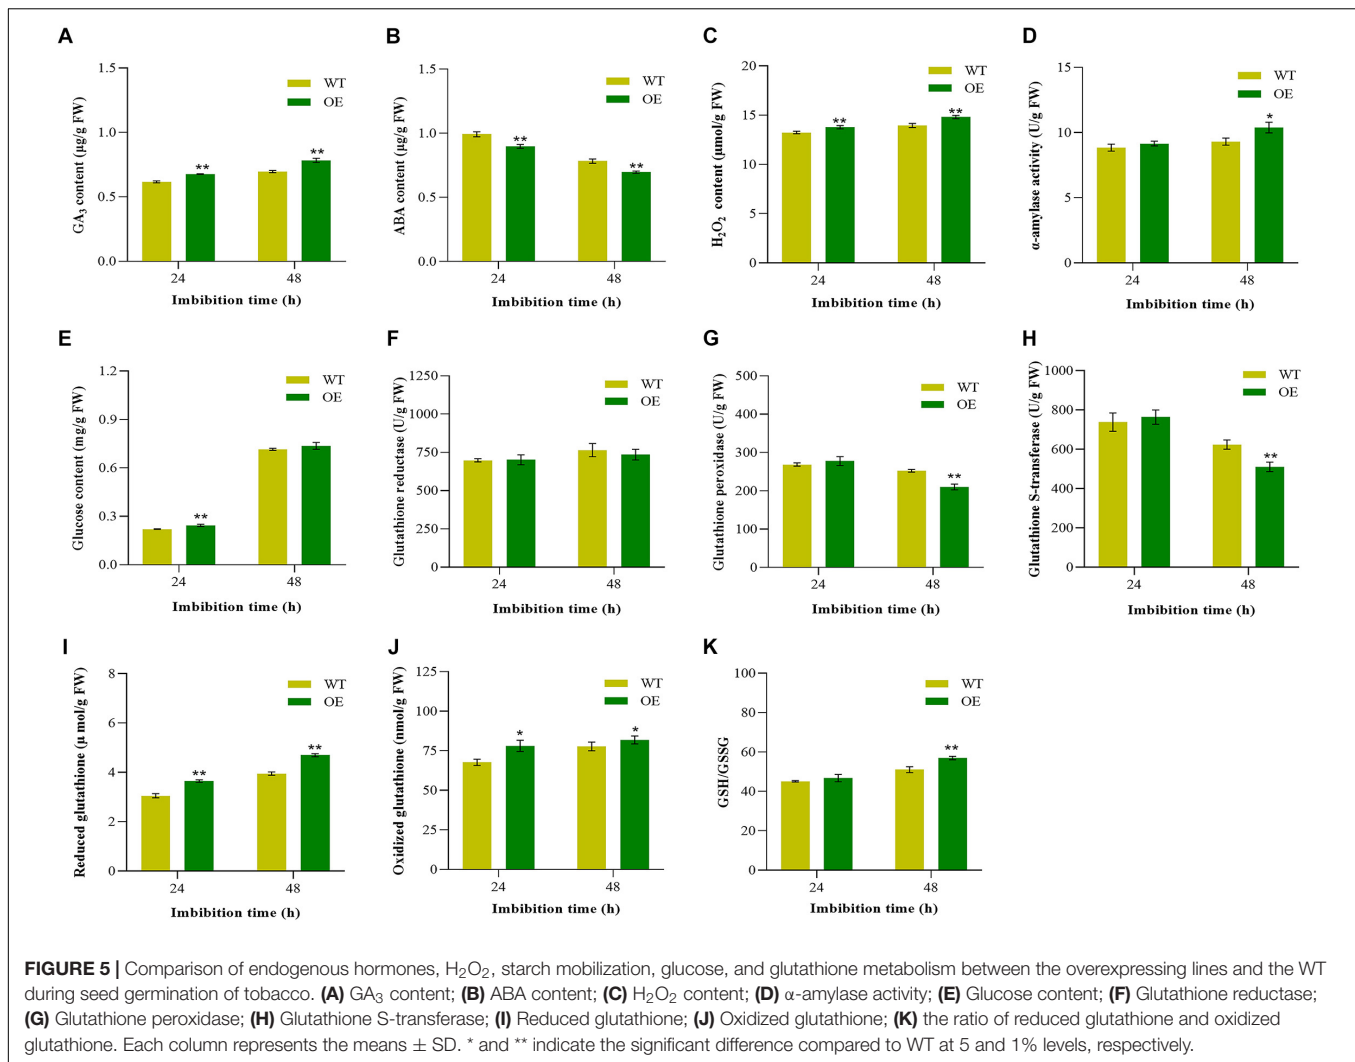 A
GA₃ content (µg/g FW)
1.5
1.0
0.5
0.0
WT
OE
**
**
24
48
Imbibition time (h)
B
ABA content (µg/g FW)
1.5
1.0
0.5
0.0
WT
OE
**
**
24
48
Imbibition time (h)
C
H₂O₂ content (µmol/g FW)
20
15
10
5
0
WT
OE
**
**
24
48
Imbibition time (h)
D
α-amylase activity (U/g FW)
15
10
5
0
WT
OE
*
24
48
Imbibition time (h)
E
Glucose content (mg/g FW)
1.2
0.9
0.6
0.3
0.0
WT
OE
**
24
48
Imbibition time (h)
F
Glutathione reductase (U/g FW)
1250
1000
750
500
250
0
WT
OE
24
48
Imbibition time (h)
G
Glutathione peroxidase (U/g FW)
500
400
300
200
100
0
WT
OE
**
24
48
Imbibition time (h)
H
Glutathione S-transferase (U/g FW)
1000
800
600
400
200
0
WT
OE
**
24
48
Imbibition time (h)
I
Reduced glutathione (µ mol/g FW)
8
6
4
2
0
WT
OE
**
**
24
48
Imbibition time (h)
J
Oxidized glutathione (nmol/g FW)
125
100
75
50
25
0
WT
OE
*
*
24
48
Imbibition time (h)
K
GSH/GSSG
100
80
60
40
20
0
WT
OE
**
24
48
Imbibition time (h)
FIGURE 5 | Comparison of endogenous hormones, H₂O₂, starch mobilization, glucose, and glutathione metabolism between the overexpressing lines and the WT
during seed germination of tobacco. (A) GA₃ content; (B) ABA content; (C) H₂O₂ content; (D) α-amylase activity; (E) Glucose content; (F) Glutathione reductase;
(G) Glutathione peroxidase; (H) Glutathione S-transferase; (I) Reduced glutathione; (J) Oxidized glutathione; (K) the ratio of reduced glutathione and oxidized
glutathione. Each column represents the means ± SD. * and ** indicate the significant difference compared to WT at 5 and 1% levels, respectively.